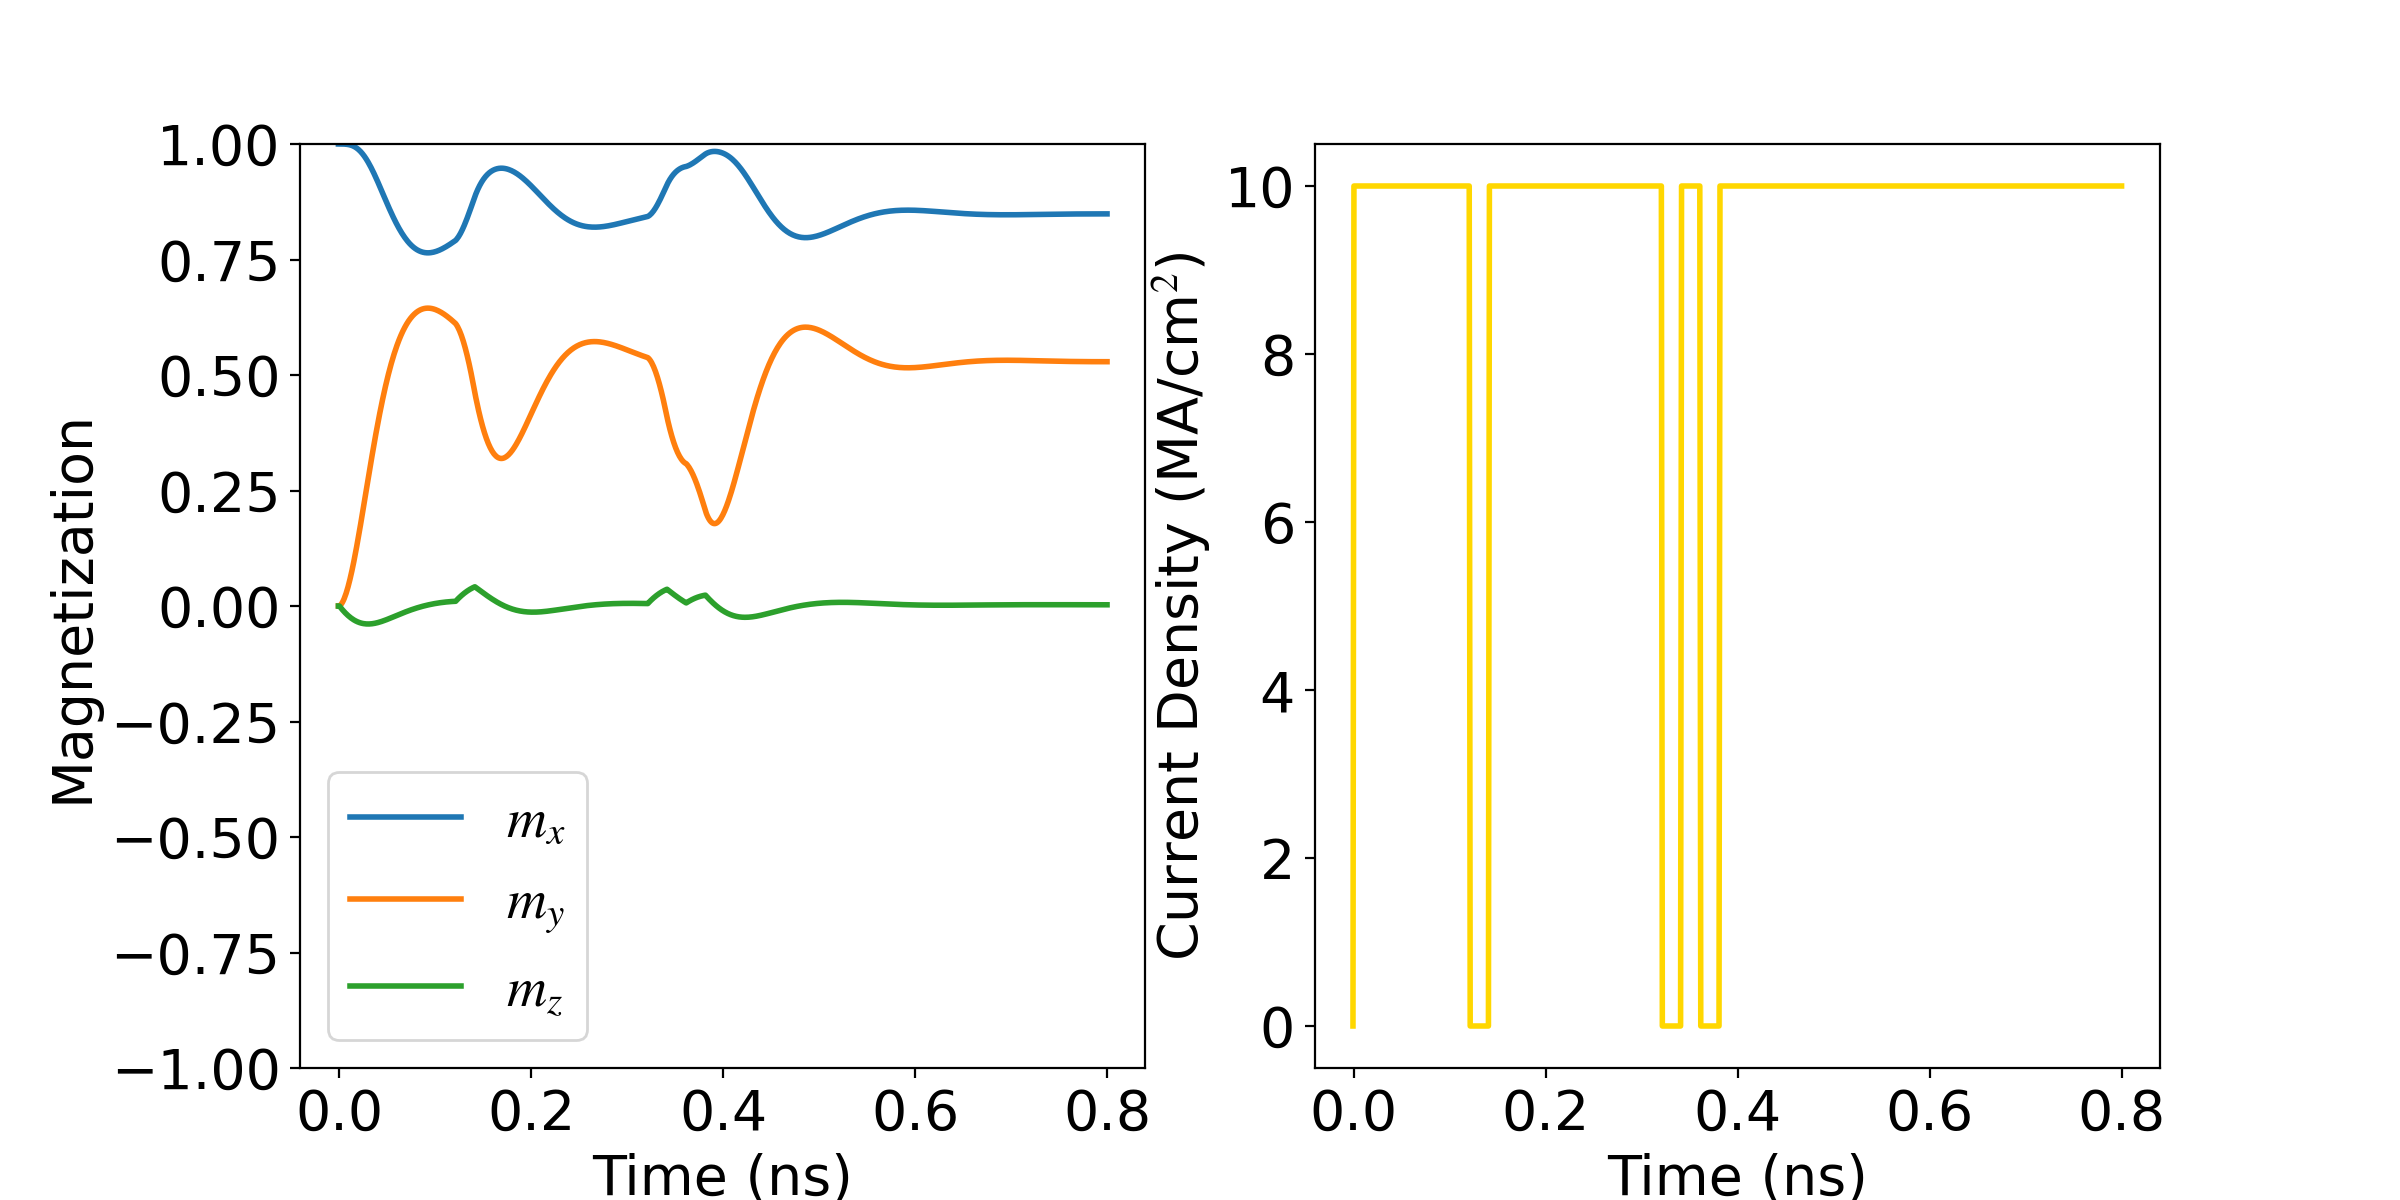 Magnetization
1.00
0.75
0.50
0.25
0.00
−0.25
−0.50
−0.75
−1.00
0.0 0.2 0.4 0.6 0.8
Time (ns)
m_x
m_y
m_z
Current Density (MA/cm²)
10
8
6
4
2
0
0.0 0.2 0.4 0.6 0.8
Time (ns)